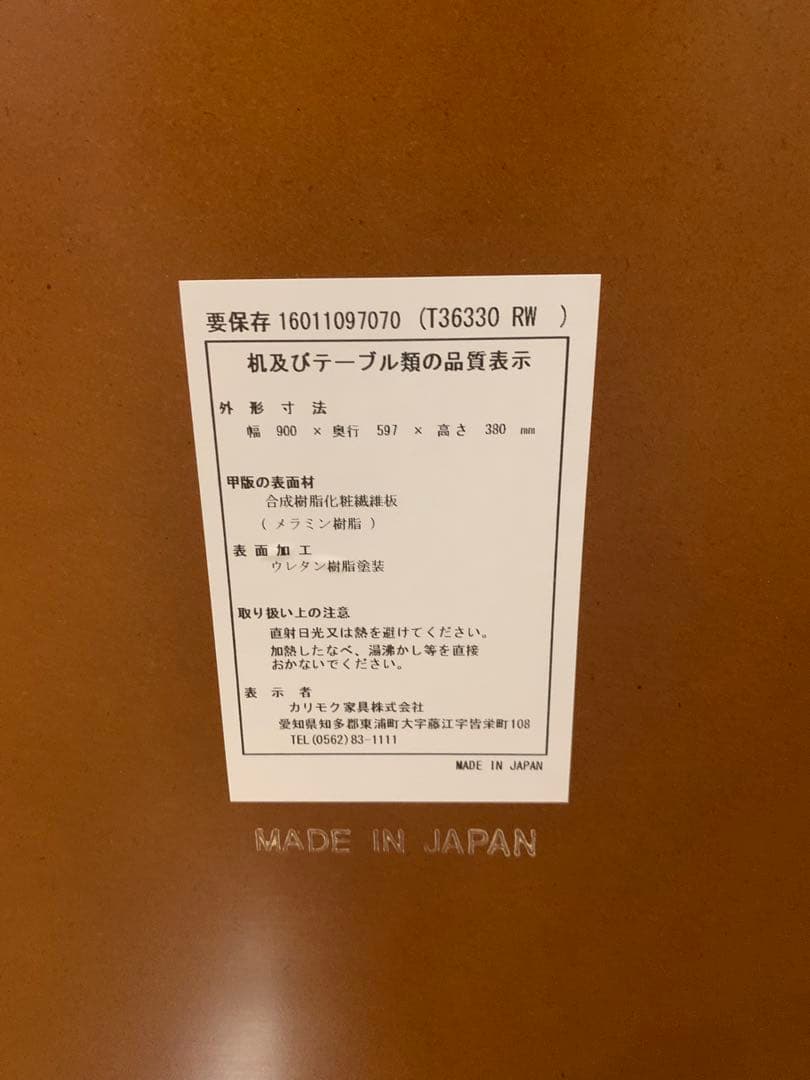 要保存 16011097070 (T36330 RW )
机及びテーブル類の品質表示
外形寸法
幅 900 × 奥行 597 × 高さ 380 mm
甲版の表面材
合成樹脂化粧繊維板
(メラミン樹脂)
表面加工
ウレタン樹脂塗装
取り扱い上の注意
直射日光又は熱を避けてください。
加熱したなべ、湯沸かし等を直接
おかないでください。
表示者
カリモク家具株式会社
愛知県知多郡東浦町大字藤江字皆栄町108
TEL(0562)83-1111
MADE IN JAPAN
MADE IN JAPAN